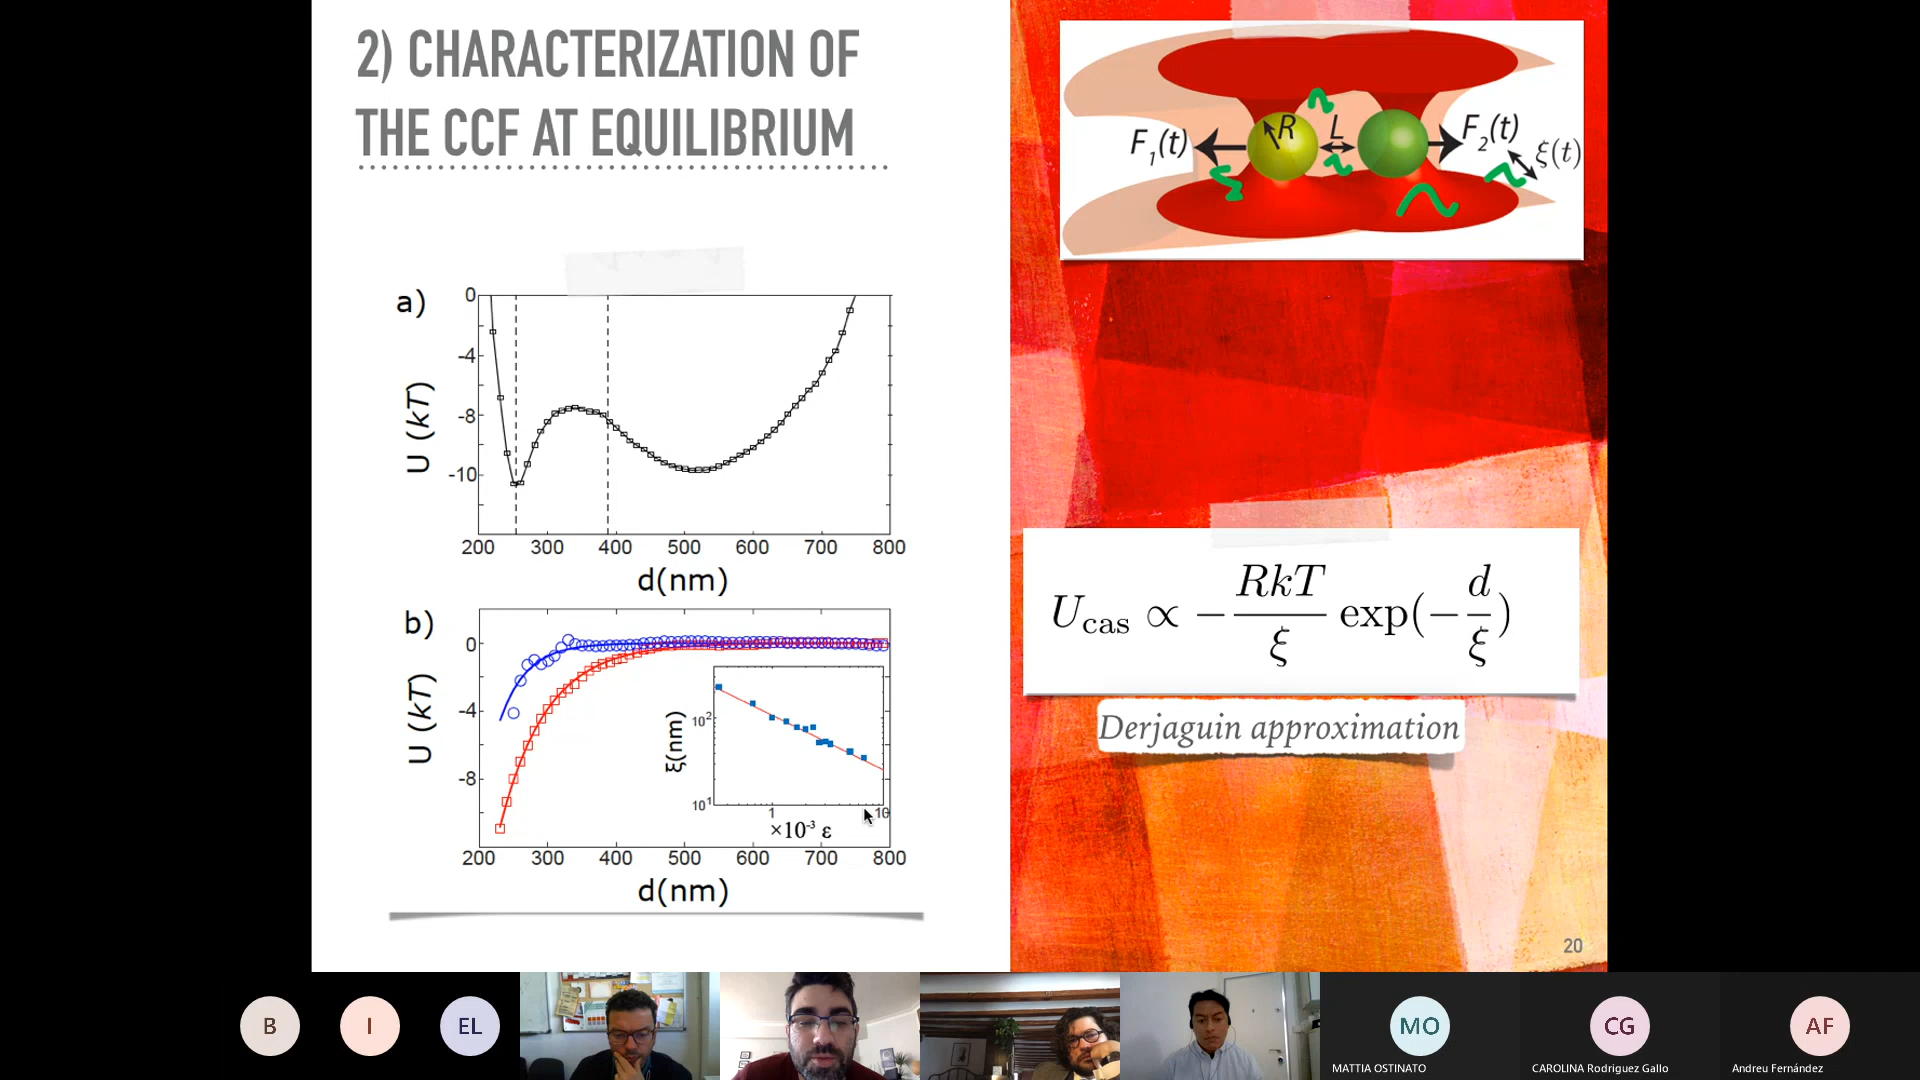 2) CHARACTERIZATION OF
THE CCF AT EQUILIBRIUM
a)
0
-4
-8
-10
U (kT)
200 300 400 500 600 700 800
d(nm)
b)
0
-4
-8
U (kT)
ξ(nm)
10²
10¹
1 10
×10⁻³ ε
200 300 400 500 600 700 800
d(nm)
F₁(t) R L F₂(t) ξ(t)
U_cas ∝ − RkT/ξ exp(− d/ξ)
Derjaguin approximation
20
B I EL MO CG AF
MATTIA OSTINATO
CAROLINA Rodriguez Gallo
Andreu Fernández